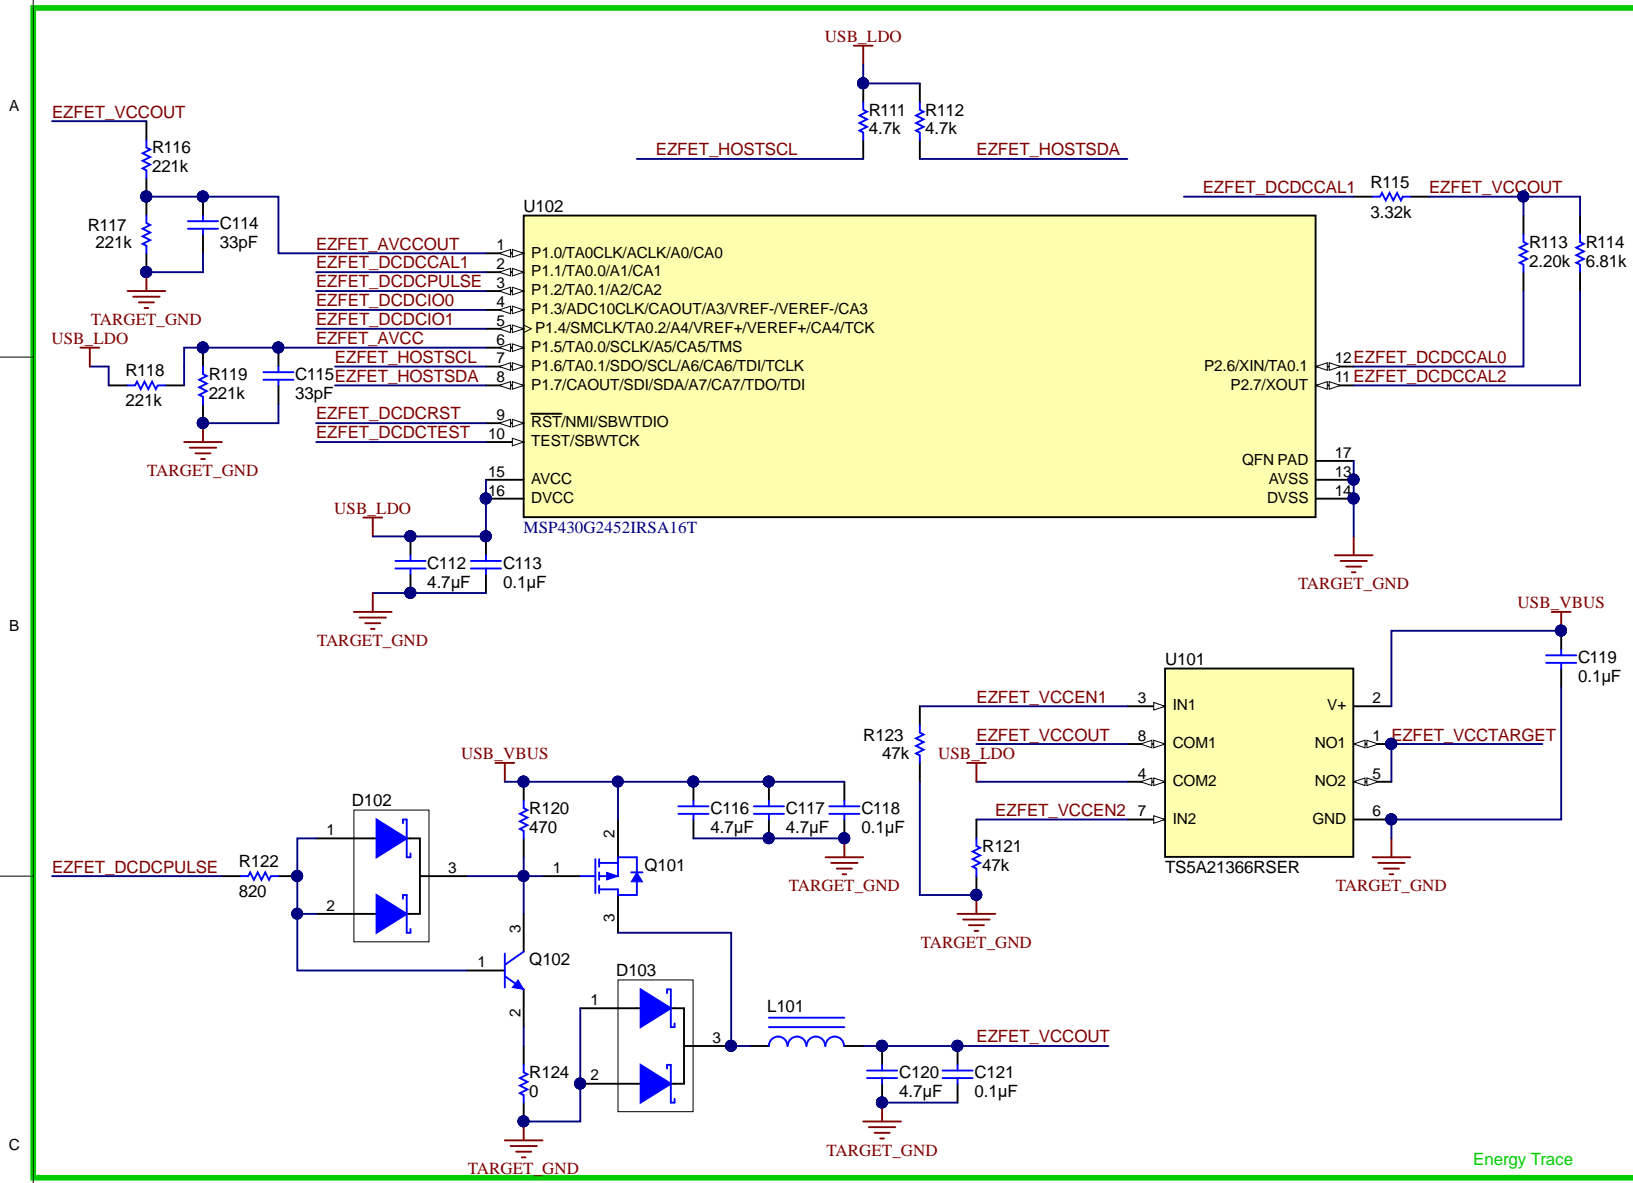 USB_LDO
A
EZFET_VCCOUT
R111
4.7k
R112
4.7k
R116
221k
EZFET_HOSTSCL
EZFET_HOSTSDA
EZFET_DCDCCAL1
R115
3.32k
EZFET_VCCOUT
R117
221k
C114
33pF
TARGET_GND
U102
EZFET_AVCCOUT 1 P1.0/TA0CLK/ACLK/A0/CA0
EZFET_DCDCCAL1 2 P1.1/TA0.0/A1/CA1
EZFET_DCDCPULSE 3 P1.2/TA0.1/A2/CA2
EZFET_DCDCIO0 4 P1.3/ADC10CLK/CAOUT/A3/VREF-/VEREF-/CA3
EZFET_DCDCIO1 5 P1.4/SMCLK/TA0.2/A4/VREF+/VEREF+/CA4/TCK
EZFET_AVCC 6 P1.5/TA0.0/SCLK/A5/CA5/TMS
EZFET_HOSTSCL 7 P1.6/TA0.1/SDO/SCL/A6/CA6/TDI/TCLK
EZFET_HOSTSDA 8 P1.7/CAOUT/SDI/SDA/A7/CA7/TDO/TDI
EZFET_DCDCRST 9 RST/NMI/SBWTDIO
EZFET_DCDCTEST 10 TEST/SBWTCK
15 AVCC
16 DVCC
MSP430G2452IRSA16T
R113
2.20k
R114
6.81k
P2.6/XIN/TA0.1 12 EZFET_DCDCCAL0
P2.7/XOUT 11 EZFET_DCDCCAL2
QFN PAD 17
AVSS 13
DVSS 14
TARGET_GND
USB_LDO
R118
221k
R119
221k
C115
33pF
TARGET_GND
USB_LDO
C112
4.7µF
C113
0.1µF
TARGET_GND
B
USB_VBUS
C119
0.1µF
U101
EZFET_VCCEN1 3 IN1
EZFET_VCCOUT 8 COM1
USB_LDO
4 COM2
EZFET_VCCEN2 7 IN2
V+ 2
NO1 1 EZFET_VCCTARGET
NO2 5
GND 6
TS5A21366RSER
R123
47k
R121
47k
TARGET_GND
TARGET_GND
USB_VBUS
D102
1
2
3
R120
470
C116
4.7µF
C117
4.7µF
C118
0.1µF
TARGET_GND
EZFET_DCDCPULSE
R122
820
2
1
Q101
3
3
1
Q102
2
D103
1
2
3
L101
EZFET_VCCOUT
R124
0
C120
4.7µF
C121
0.1µF
TARGET_GND
TARGET_GND
C
Energy Trace